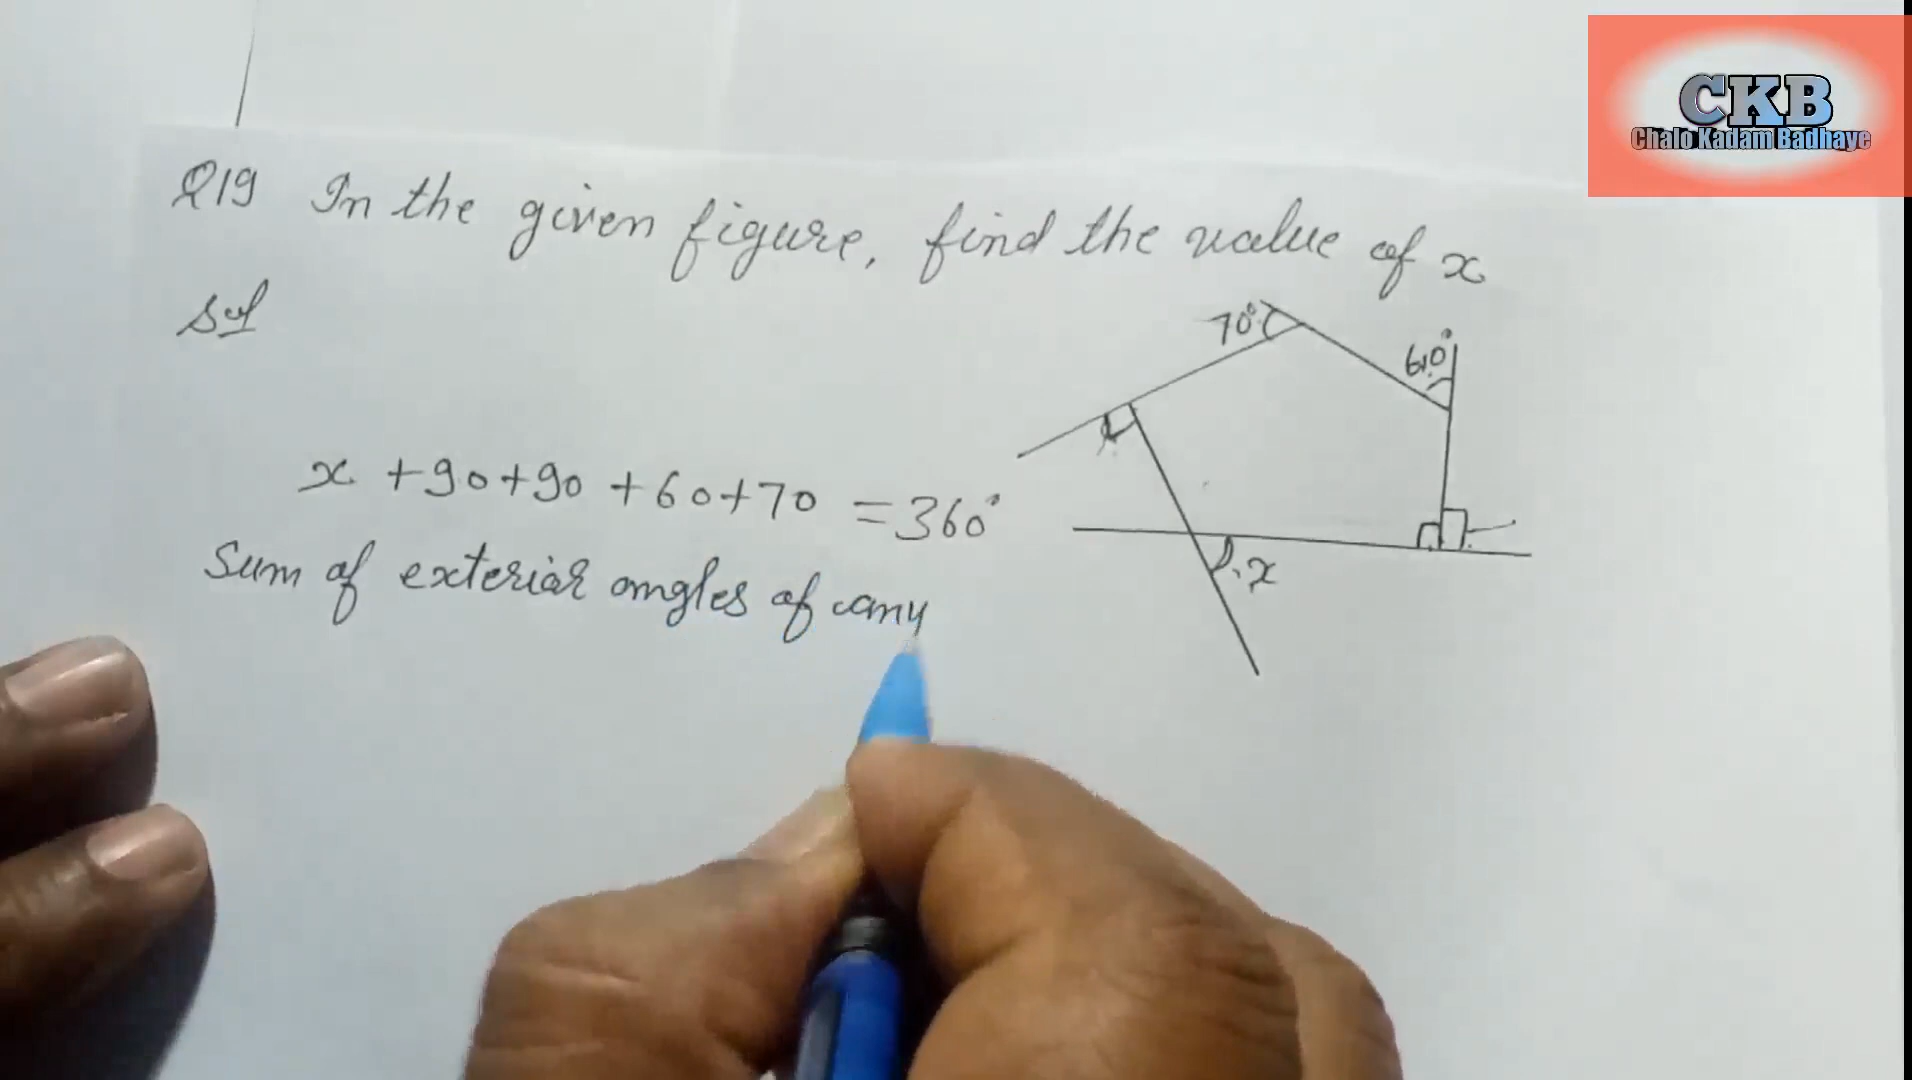 CKB
Chalo Kadam Badhaye
Q19 In the given figure, find the value of x
Sol
70°
60°
x + 90 + 90 + 60 + 70 = 360°
Sum of exterior angles of any
x